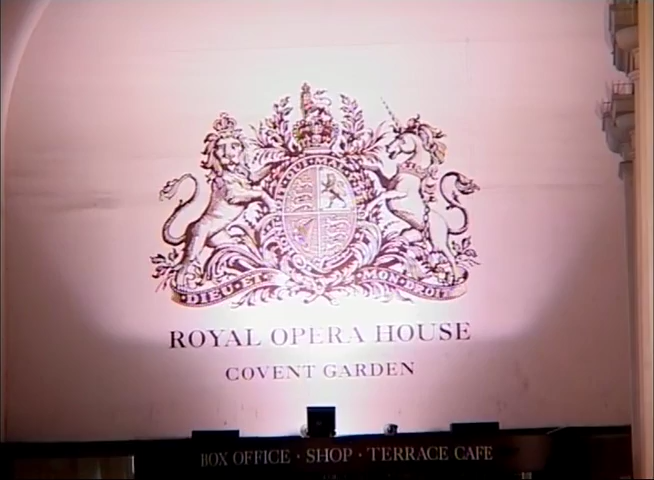 DIEU·ET MON·DROIT
ROYAL OPERA HOUSE
COVENT GARDEN
BOX OFFICE · SHOP · TERRACE CAFE